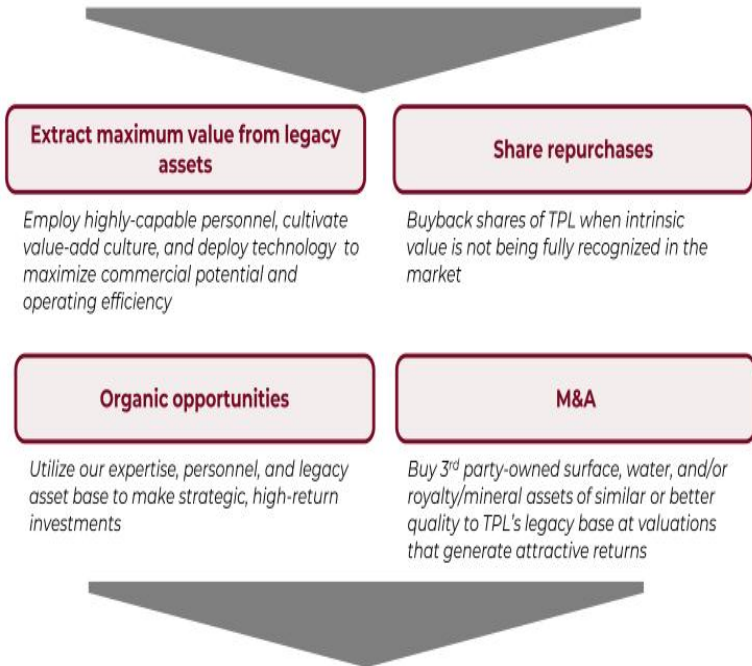 Extract maximum value from legacy
assets
Employ highly-capable personnel, cultivate
value-add culture, and deploy technology to
maximize commercial potential and
operating efficiency
Share repurchases
Buyback shares of TPL when intrinsic
value is not being fully recognized in the
market
Organic opportunities
Utilize our expertise, personnel, and legacy
asset base to make strategic, high-return
investments
M&A
Buy 3rd party-owned surface, water, and/or
royalty/mineral assets of similar or better
quality to TPL's legacy base at valuations
that generate attractive returns